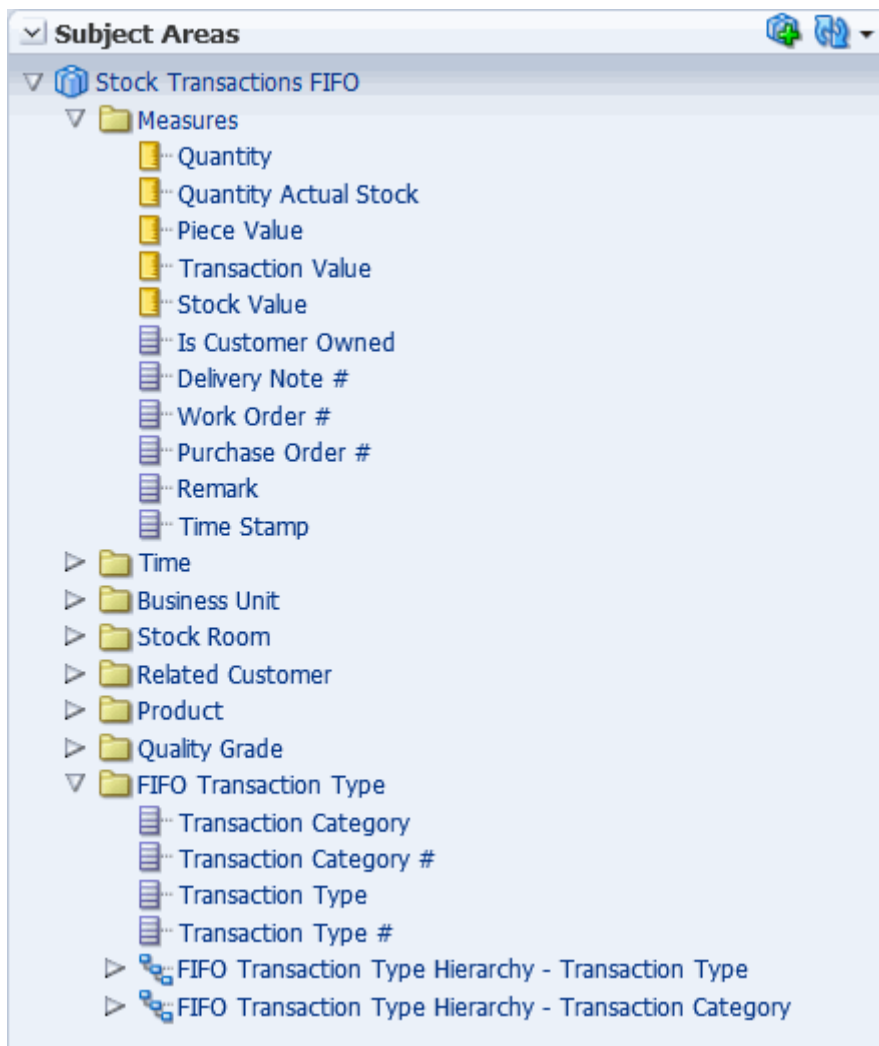 Subject Areas
Stock Transactions FIFO
Measures
Quantity
Quantity Actual Stock
Piece Value
Transaction Value
Stock Value
Is Customer Owned
Delivery Note #
Work Order #
Purchase Order #
Remark
Time Stamp
Time
Business Unit
Stock Room
Related Customer
Product
Quality Grade
FIFO Transaction Type
Transaction Category
Transaction Category #
Transaction Type
Transaction Type #
FIFO Transaction Type Hierarchy - Transaction Type
FIFO Transaction Type Hierarchy - Transaction Category